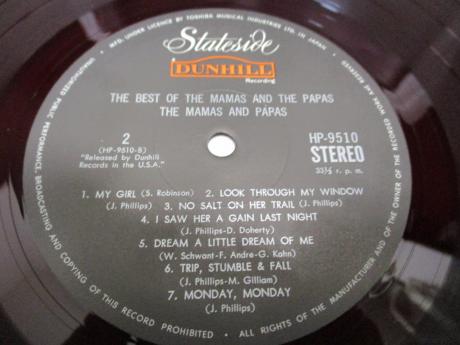 MFD. UNDER LICENCE BY TOSHIBA MUSICAL INDUSTRIES LTD. IN JAPAN
Stateside
DUNHILL
Recording
THE BEST OF THE MAMAS AND THE PAPAS
THE MAMAS AND PAPAS
2
(HP-9510-B)
"Released by Dunhill
Records in the U.S.A."
HP-9510
STEREO
33⅓ r. p. m.
1. MY GIRL (S. Robinson) 2. LOOK THROUGH MY WINDOW
(J. Phillips) 3. NO SALT ON HER TRAIL (J. Phillips)
4. I SAW HER A GAIN LAST NIGHT
(J. Phillips-D. Doherty)
5. DREAM A LITTLE DREAM OF ME
(W. Schwant-F. Andre-G. Kahn)
6. TRIP, STUMBLE & FALL
(J. Phillips-M. Gilliam)
7. MONDAY, MONDAY
(J. Phillips)
ALL RIGHTS OF THE MANUFACTURER AND OF THE OWNER OF THE RECORDED WORK ARE RESERVED
UNAUTHORIZED PUBLIC PERFORMANCE, BROADCASTING AND COPYING OF THIS RECORD PROHIBITED